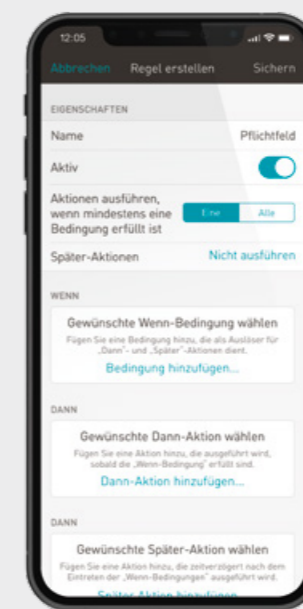 12:05
Abbrechen Regel erstellen Sichern
EIGENSCHAFTEN
Name Pflichtfeld
Aktiv
Aktionen ausführen,
wenn mindestens eine
Bedingung erfüllt ist
Eine Alle
Später-Aktionen Nicht ausführen
WENN
Gewünschte Wenn-Bedingung wählen
Fügen Sie eine Bedingung hinzu, die als Auslöser für
„Dann“- und „Später“-Aktionen dient.
Bedingung hinzufügen...
DANN
Gewünschte Dann-Aktion wählen
Fügen Sie eine Aktion hinzu, die ausgeführt wird,
sobald die „Wenn-Bedingung“ erfüllt sind.
Dann-Aktion hinzufügen...
DANN
Gewünschte Später-Aktion wählen
Fügen Sie eine Aktion hinzu, die zeitverzögert nach dem
Eintreten der „Wenn-Bedingungen“ ausgeführt wird.
Später-Aktion hinzufügen